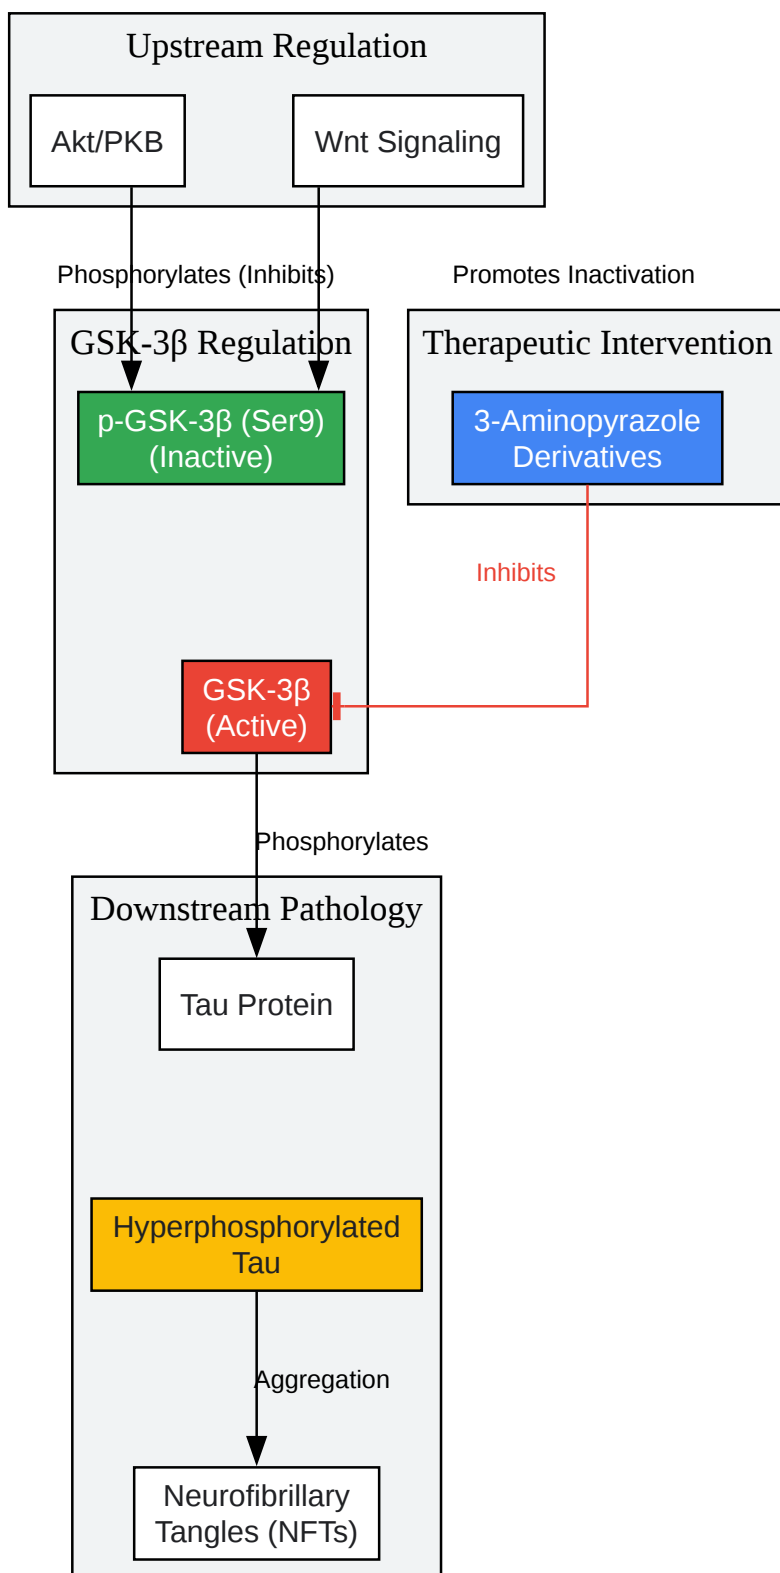 Upstream Regulation
Akt/PKB
Wnt Signaling
Phosphorylates (Inhibits)
Promotes Inactivation
GSK-3β Regulation
Therapeutic Intervention
p-GSK-3β (Ser9)
(Inactive)
3-Aminopyrazole
Derivatives
Inhibits
GSK-3β
(Active)
Phosphorylates
Downstream Pathology
Tau Protein
Hyperphosphorylated
Tau
Aggregation
Neurofibrillary
Tangles (NFTs)